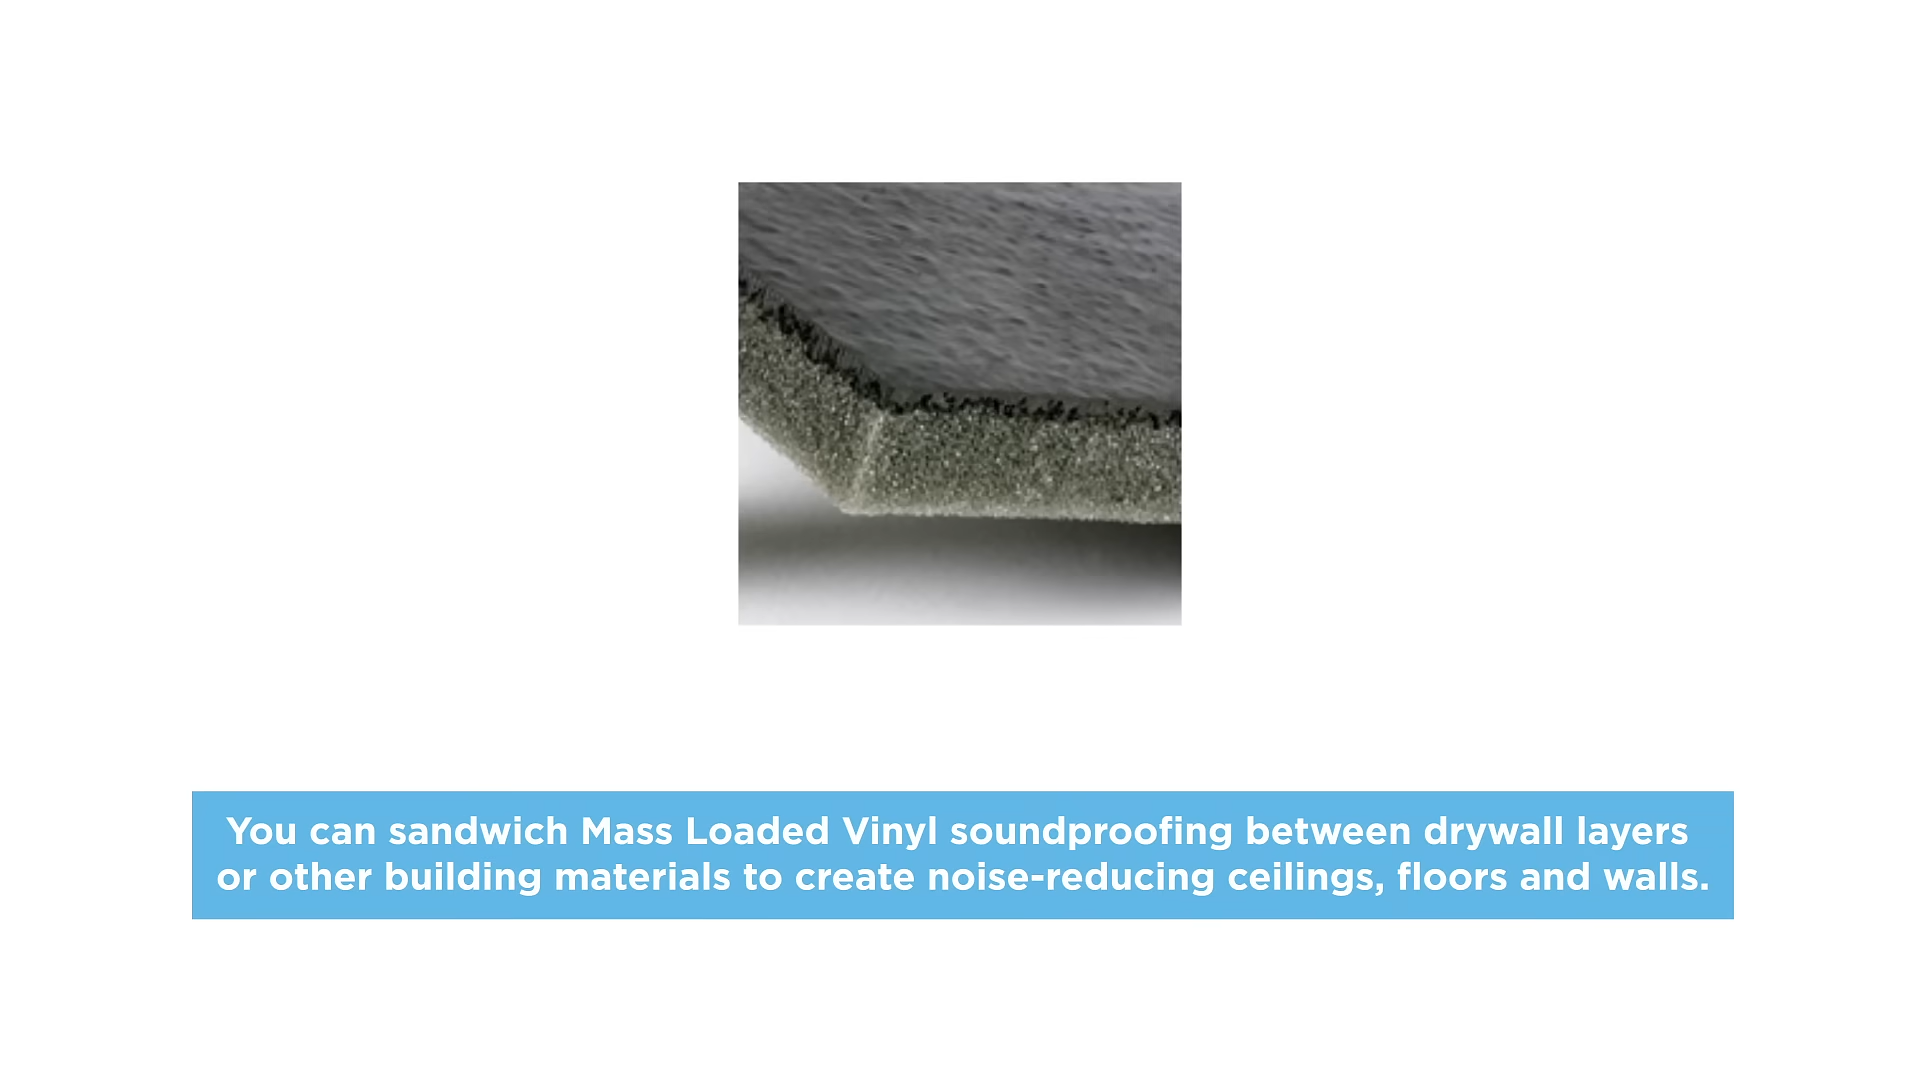 You can sandwich Mass Loaded Vinyl soundproofing between drywall layers
or other building materials to create noise-reducing ceilings, floors and walls.